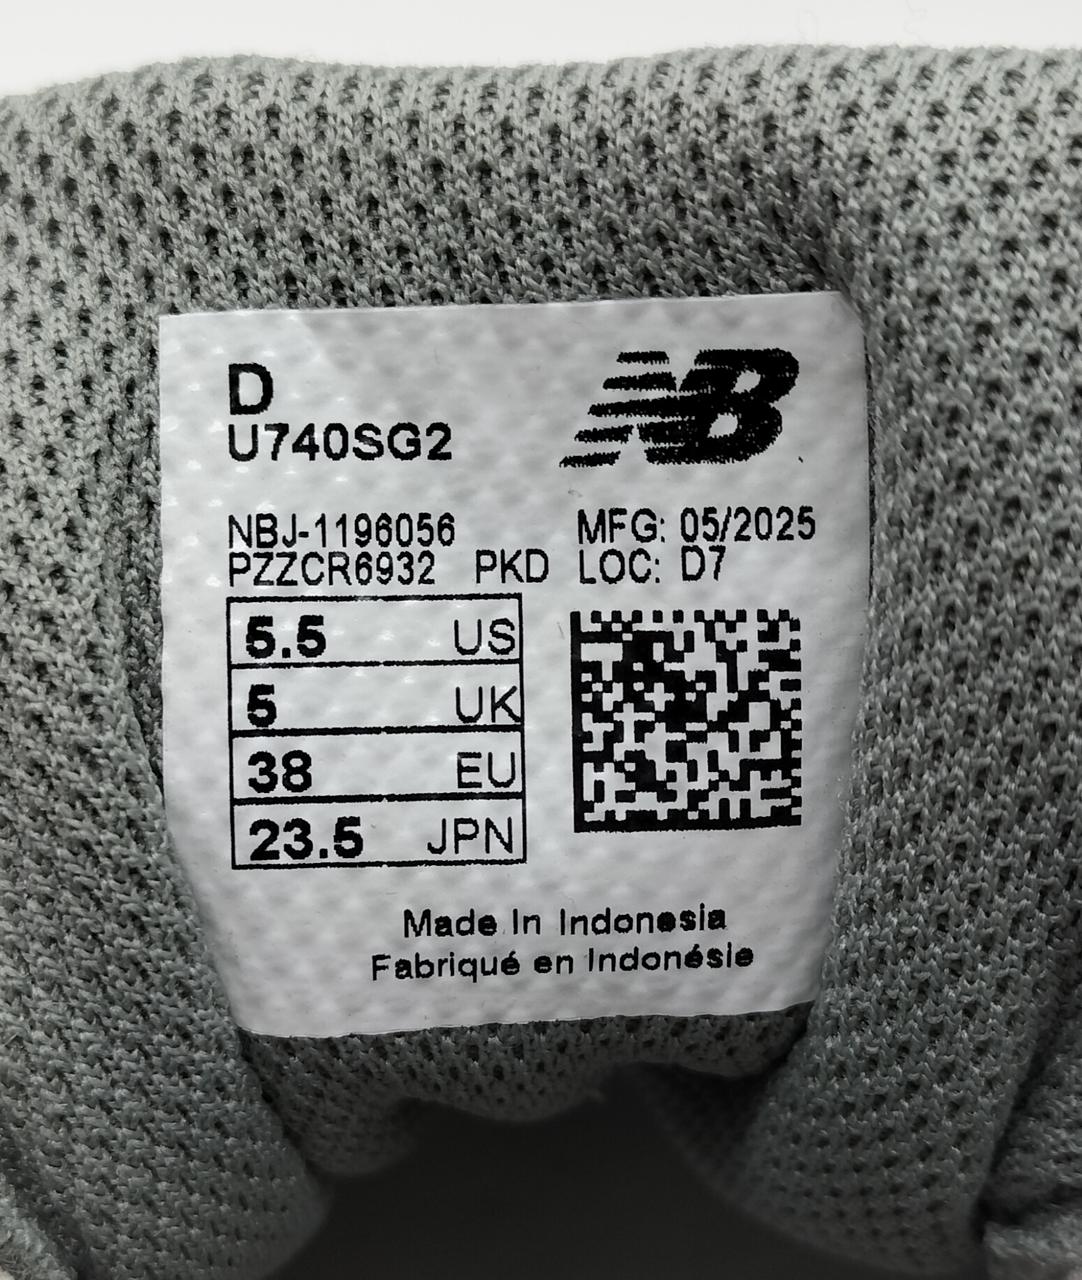 D
NB
U740SG2
NBJ-1196056
MFG: 05/2025
PZZCR6932 PKD
LOC: D7
5.5 US
5 UK
38 EU
23.5 JPN
Made In Indonesia
Fabriqué en Indonésie